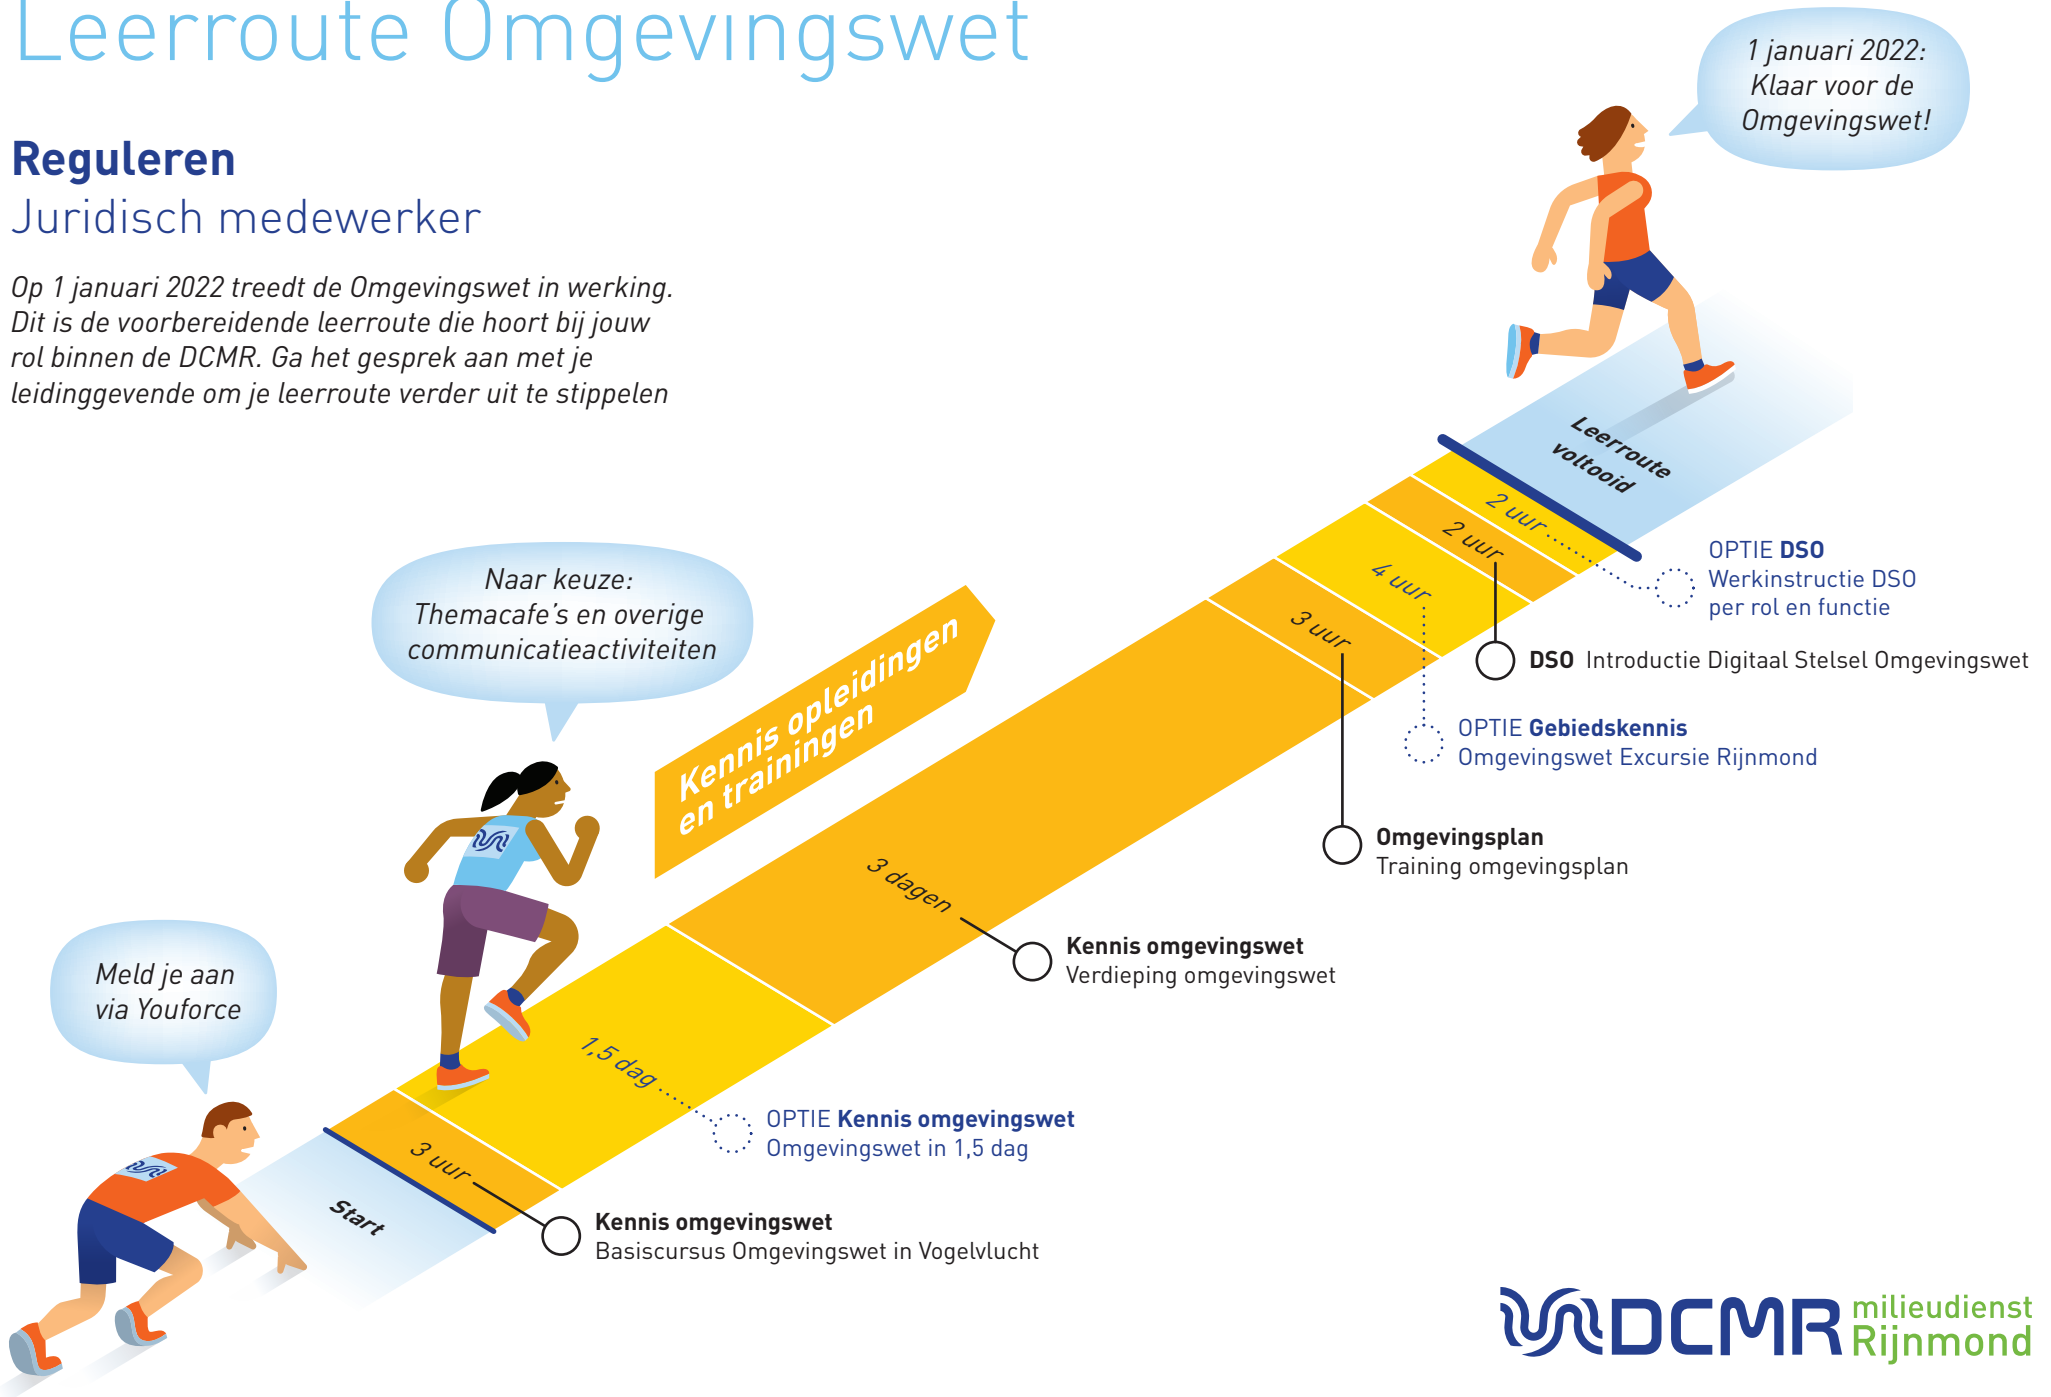 Leerroute Omgevingswet
Reguleren
Juridisch medewerker
Op 1 januari 2022 treedt de Omgevingswet in werking.
Dit is de voorbereidende leerroute die hoort bij jouw
rol binnen de DCMR. Ga het gesprek aan met je
leidinggevende om je leerroute verder uit te stippelen
1 januari 2022:
Klaar voor de
Omgevingswet!
Leerroute
voltooid
2 uur
OPTIE DSO
Werkinstructie DSO
per rol en functie
2 uur
DSO Introductie Digitaal Stelsel Omgevingswet
4 uur
OPTIE Gebiedskennis
Omgevingswet Excursie Rijnmond
3 uur
Omgevingsplan
Training omgevingsplan
Naar keuze:
Themacafe's en overige
communicatieactiviteiten
Kennis opleidingen
en trainingen
3 dagen
Kennis omgevingswet
Verdieping omgevingswet
Meld je aan
via Youforce
1,5 dag
OPTIE Kennis omgevingswet
Omgevingswet in 1,5 dag
3 uur
Kennis omgevingswet
Basiscursus Omgevingswet in Vogelvlucht
Start
DCMR milieudienst
Rijnmond